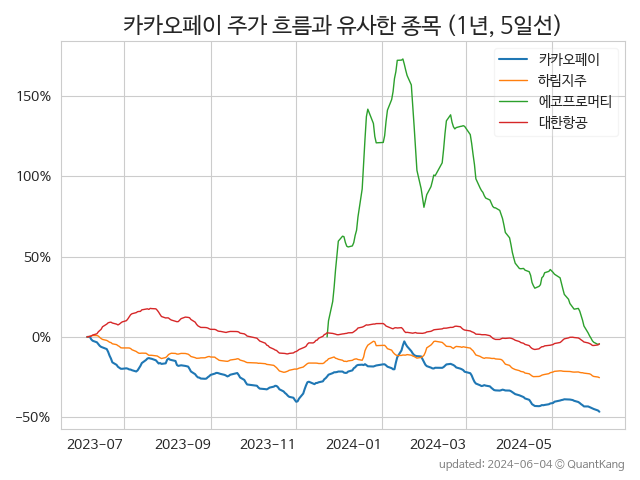 카카오페이 주가 흐름과 유사한 종목 (1년, 5일선)
카카오페이
하림지주
에코프로머티
대한항공
150%
100%
50%
0%
−50%
2023-07 2023-09 2023-11 2024-01 2024-03 2024-05
updated: 2024-06-04 © QuantKang